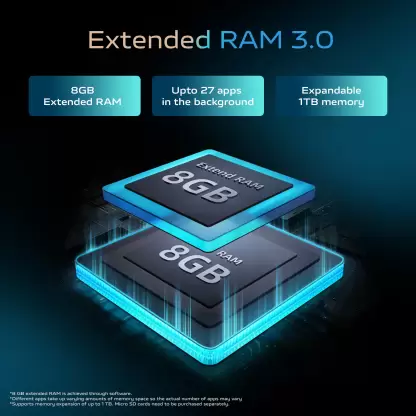 Extended RAM 3.0
8GB
Extended RAM
Upto 27 apps
in the background
Expandable
1TB memory
Extend RAM
8GB
RAM
8GB
*8 GB extended RAM is achieved through software.
*Different apps take up varying amounts of memory space so the actual number of apps may vary
*Supports memory expansion of up to 1 TB. Micro SD cards need to be purchased separately.